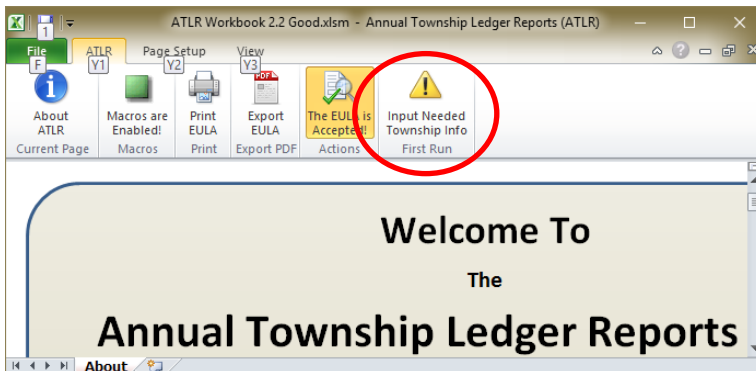 ATLR Workbook 2.2 Good.xlsm - Annual Township Ledger Reports (ATLR)
1
File ATLR Page Setup View
F Y1 Y2 Y3
PDF
About ATLR
Macros are Enabled!
Print EULA
Export EULA
The EULA is Accepted!
Input Needed Township Info
Current Page Macros Print Export PDF Actions First Run
Welcome To
The
Annual Township Ledger Reports
About